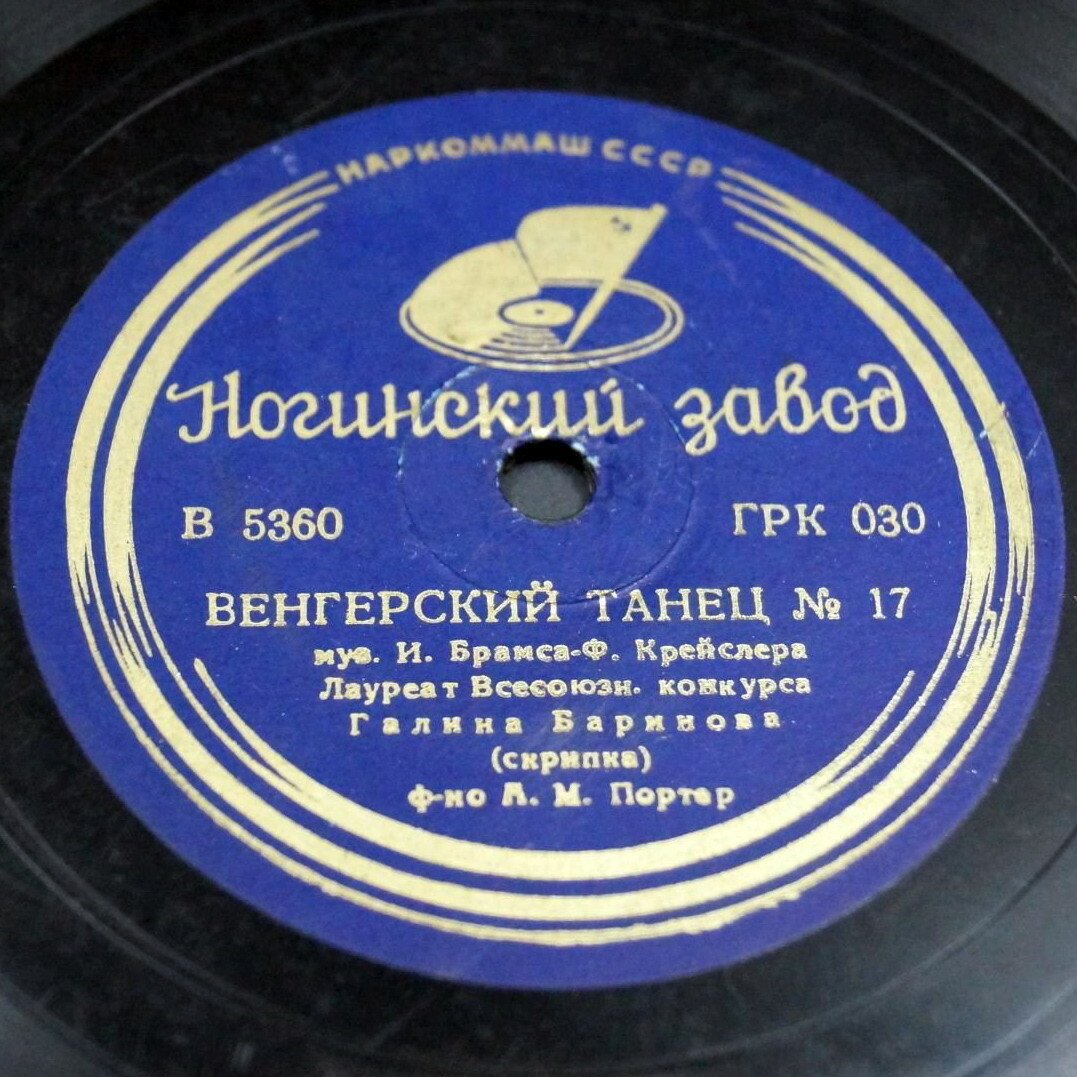 НАРКОММАШ СССР
Ногинский завод
В 5360 ГРК 030
ВЕНГЕРСКИЙ ТАНЕЦ № 17
муз. И. Брамса-Ф. Крейслера
Лауреат Всесоюзн. конкурса
Галина Баринова
(скрипка)
ф-но А. М. Портер